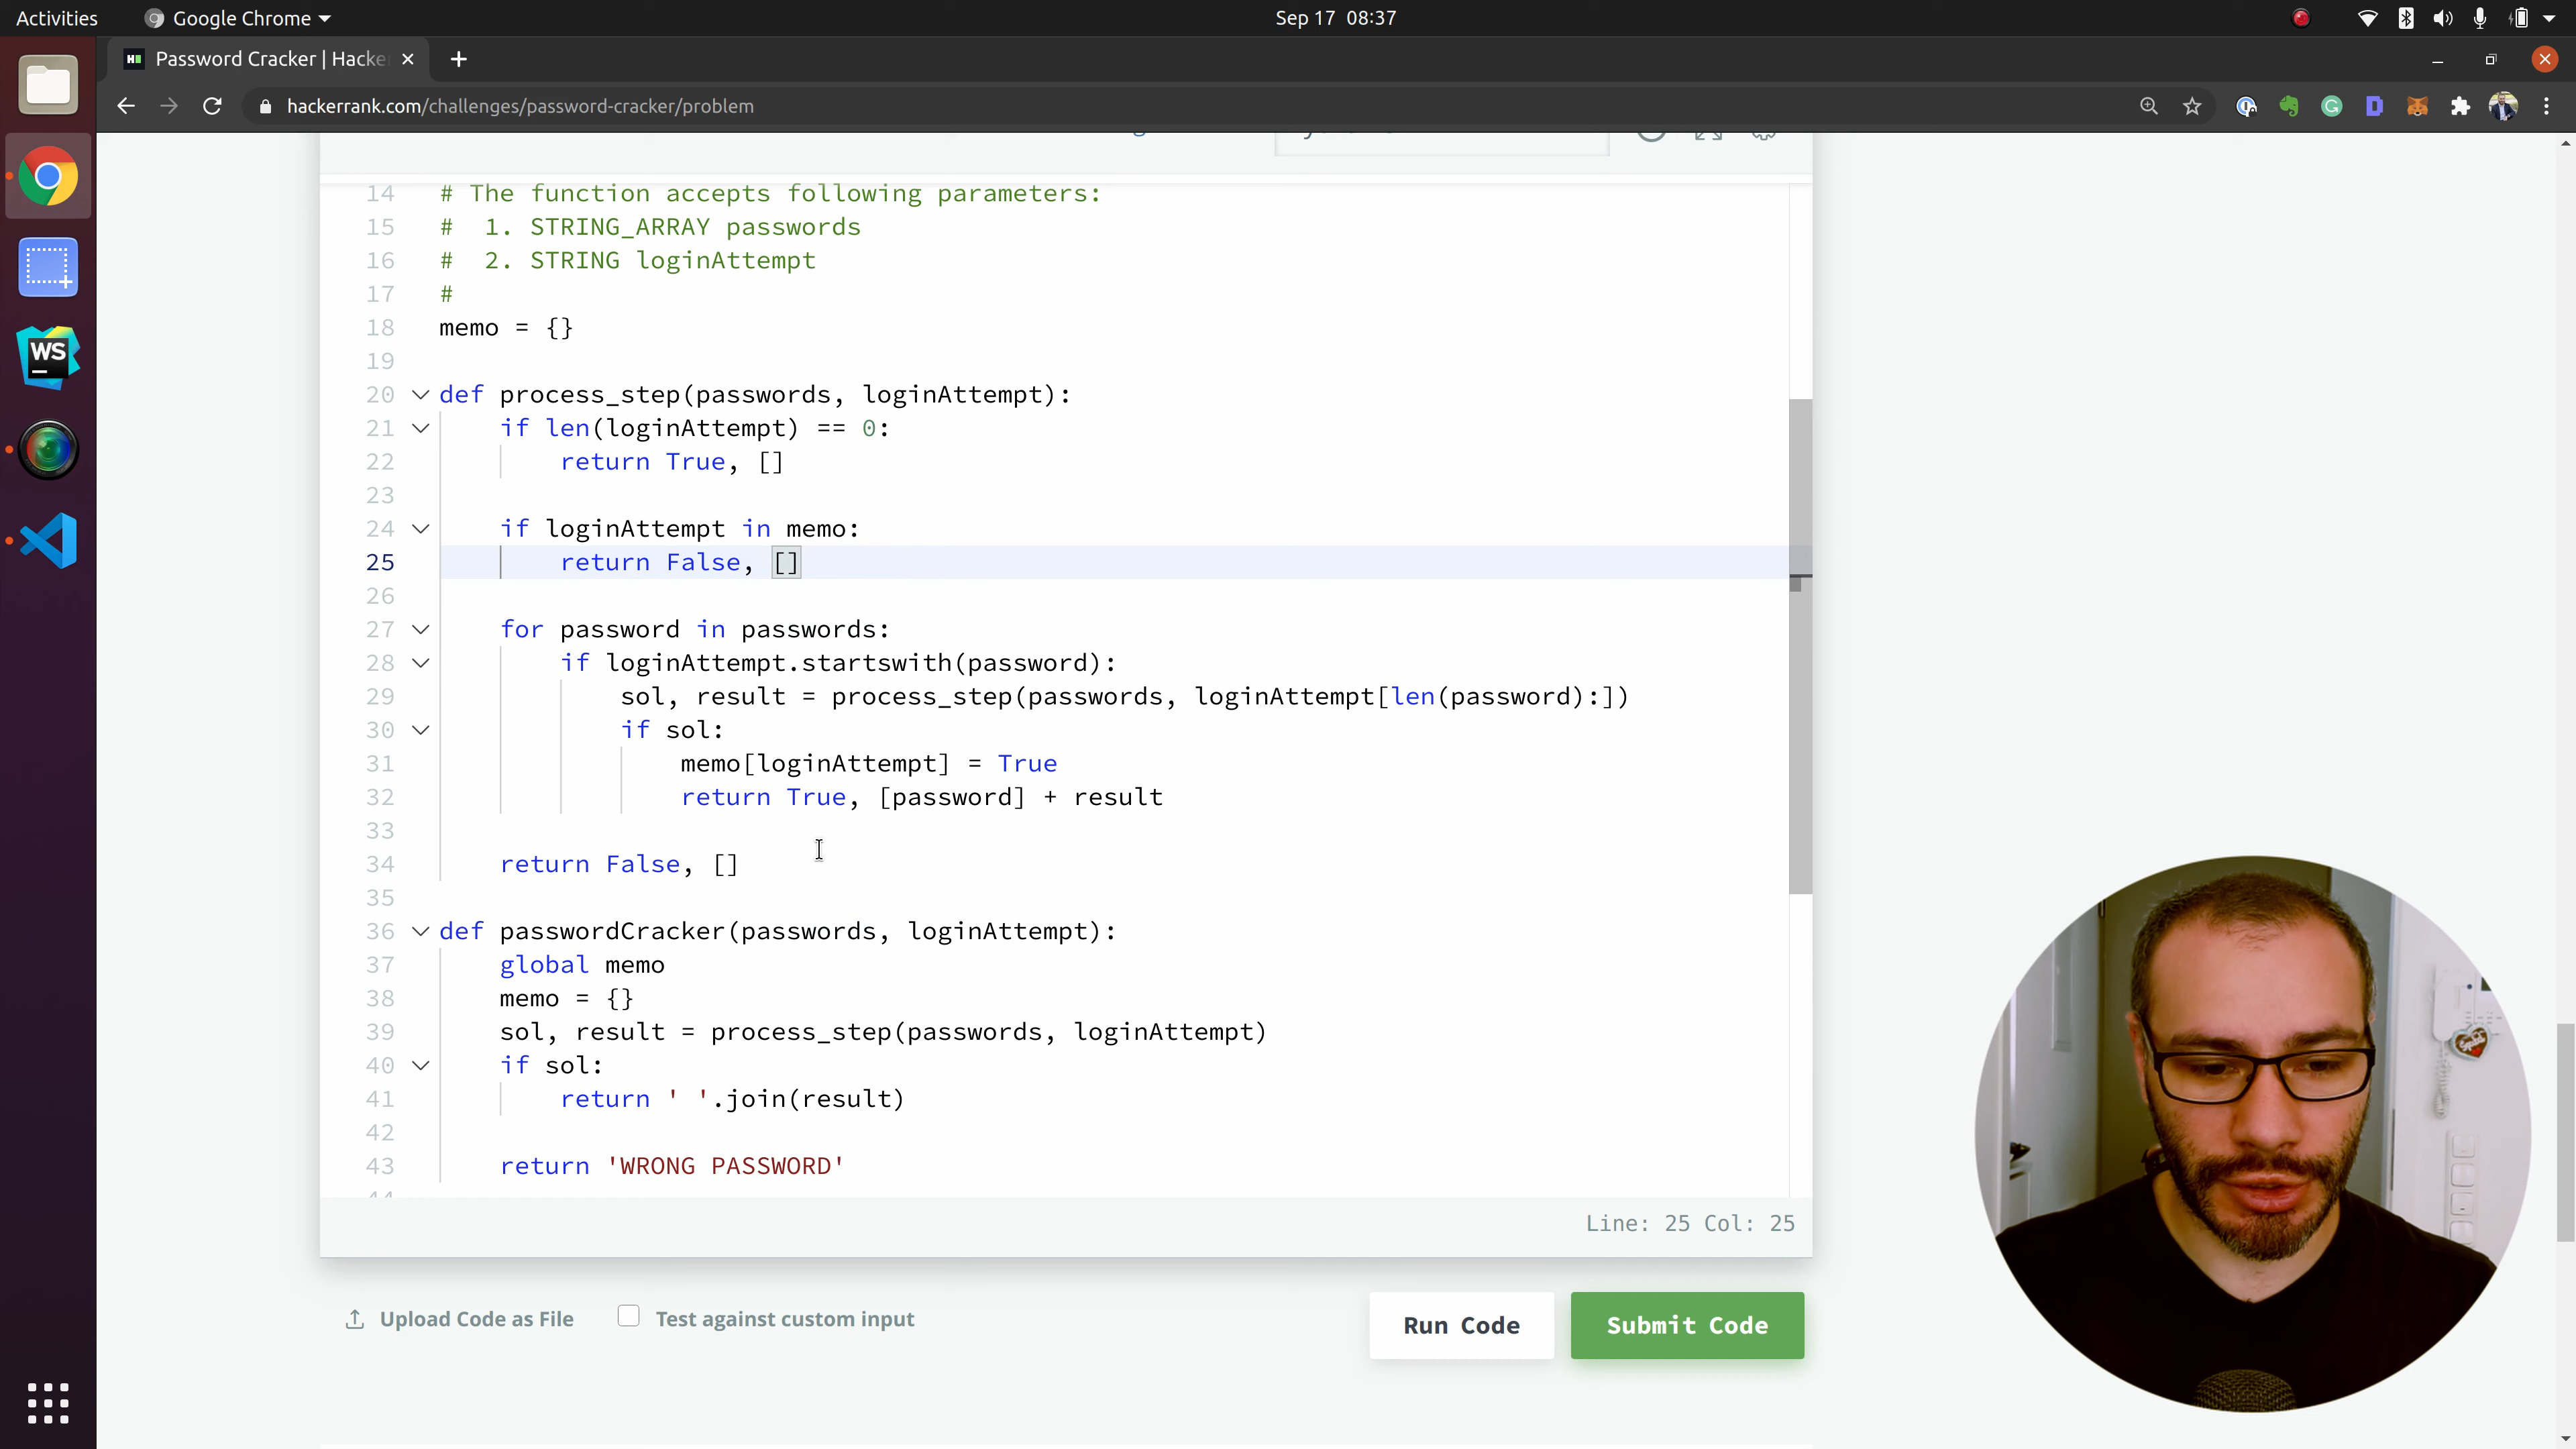 Activities
Google Chrome
Sep 17 08:37
Password Cracker | Hacke
hackerrank.com/challenges/password-cracker/problem
14 # The function accepts following parameters:
15 #  1. STRING_ARRAY passwords
16 #  2. STRING loginAttempt
17 #
18 memo = {}
19
20 def process_step(passwords, loginAttempt):
21     if len(loginAttempt) == 0:
22         return True, []
23
24     if loginAttempt in memo:
25         return False, []
26
27     for password in passwords:
28         if loginAttempt.startswith(password):
29             sol, result = process_step(passwords, loginAttempt[len(password):])
30             if sol:
31                 memo[loginAttempt] = True
32                 return True, [password] + result
33
34     return False, []
35
36 def passwordCracker(passwords, loginAttempt):
37     global memo
38     memo = {}
39     sol, result = process_step(passwords, loginAttempt)
40     if sol:
41         return ' '.join(result)
42
43     return 'WRONG PASSWORD'
Line: 25 Col: 25
Upload Code as File
Test against custom input
Run Code
Submit Code
WS